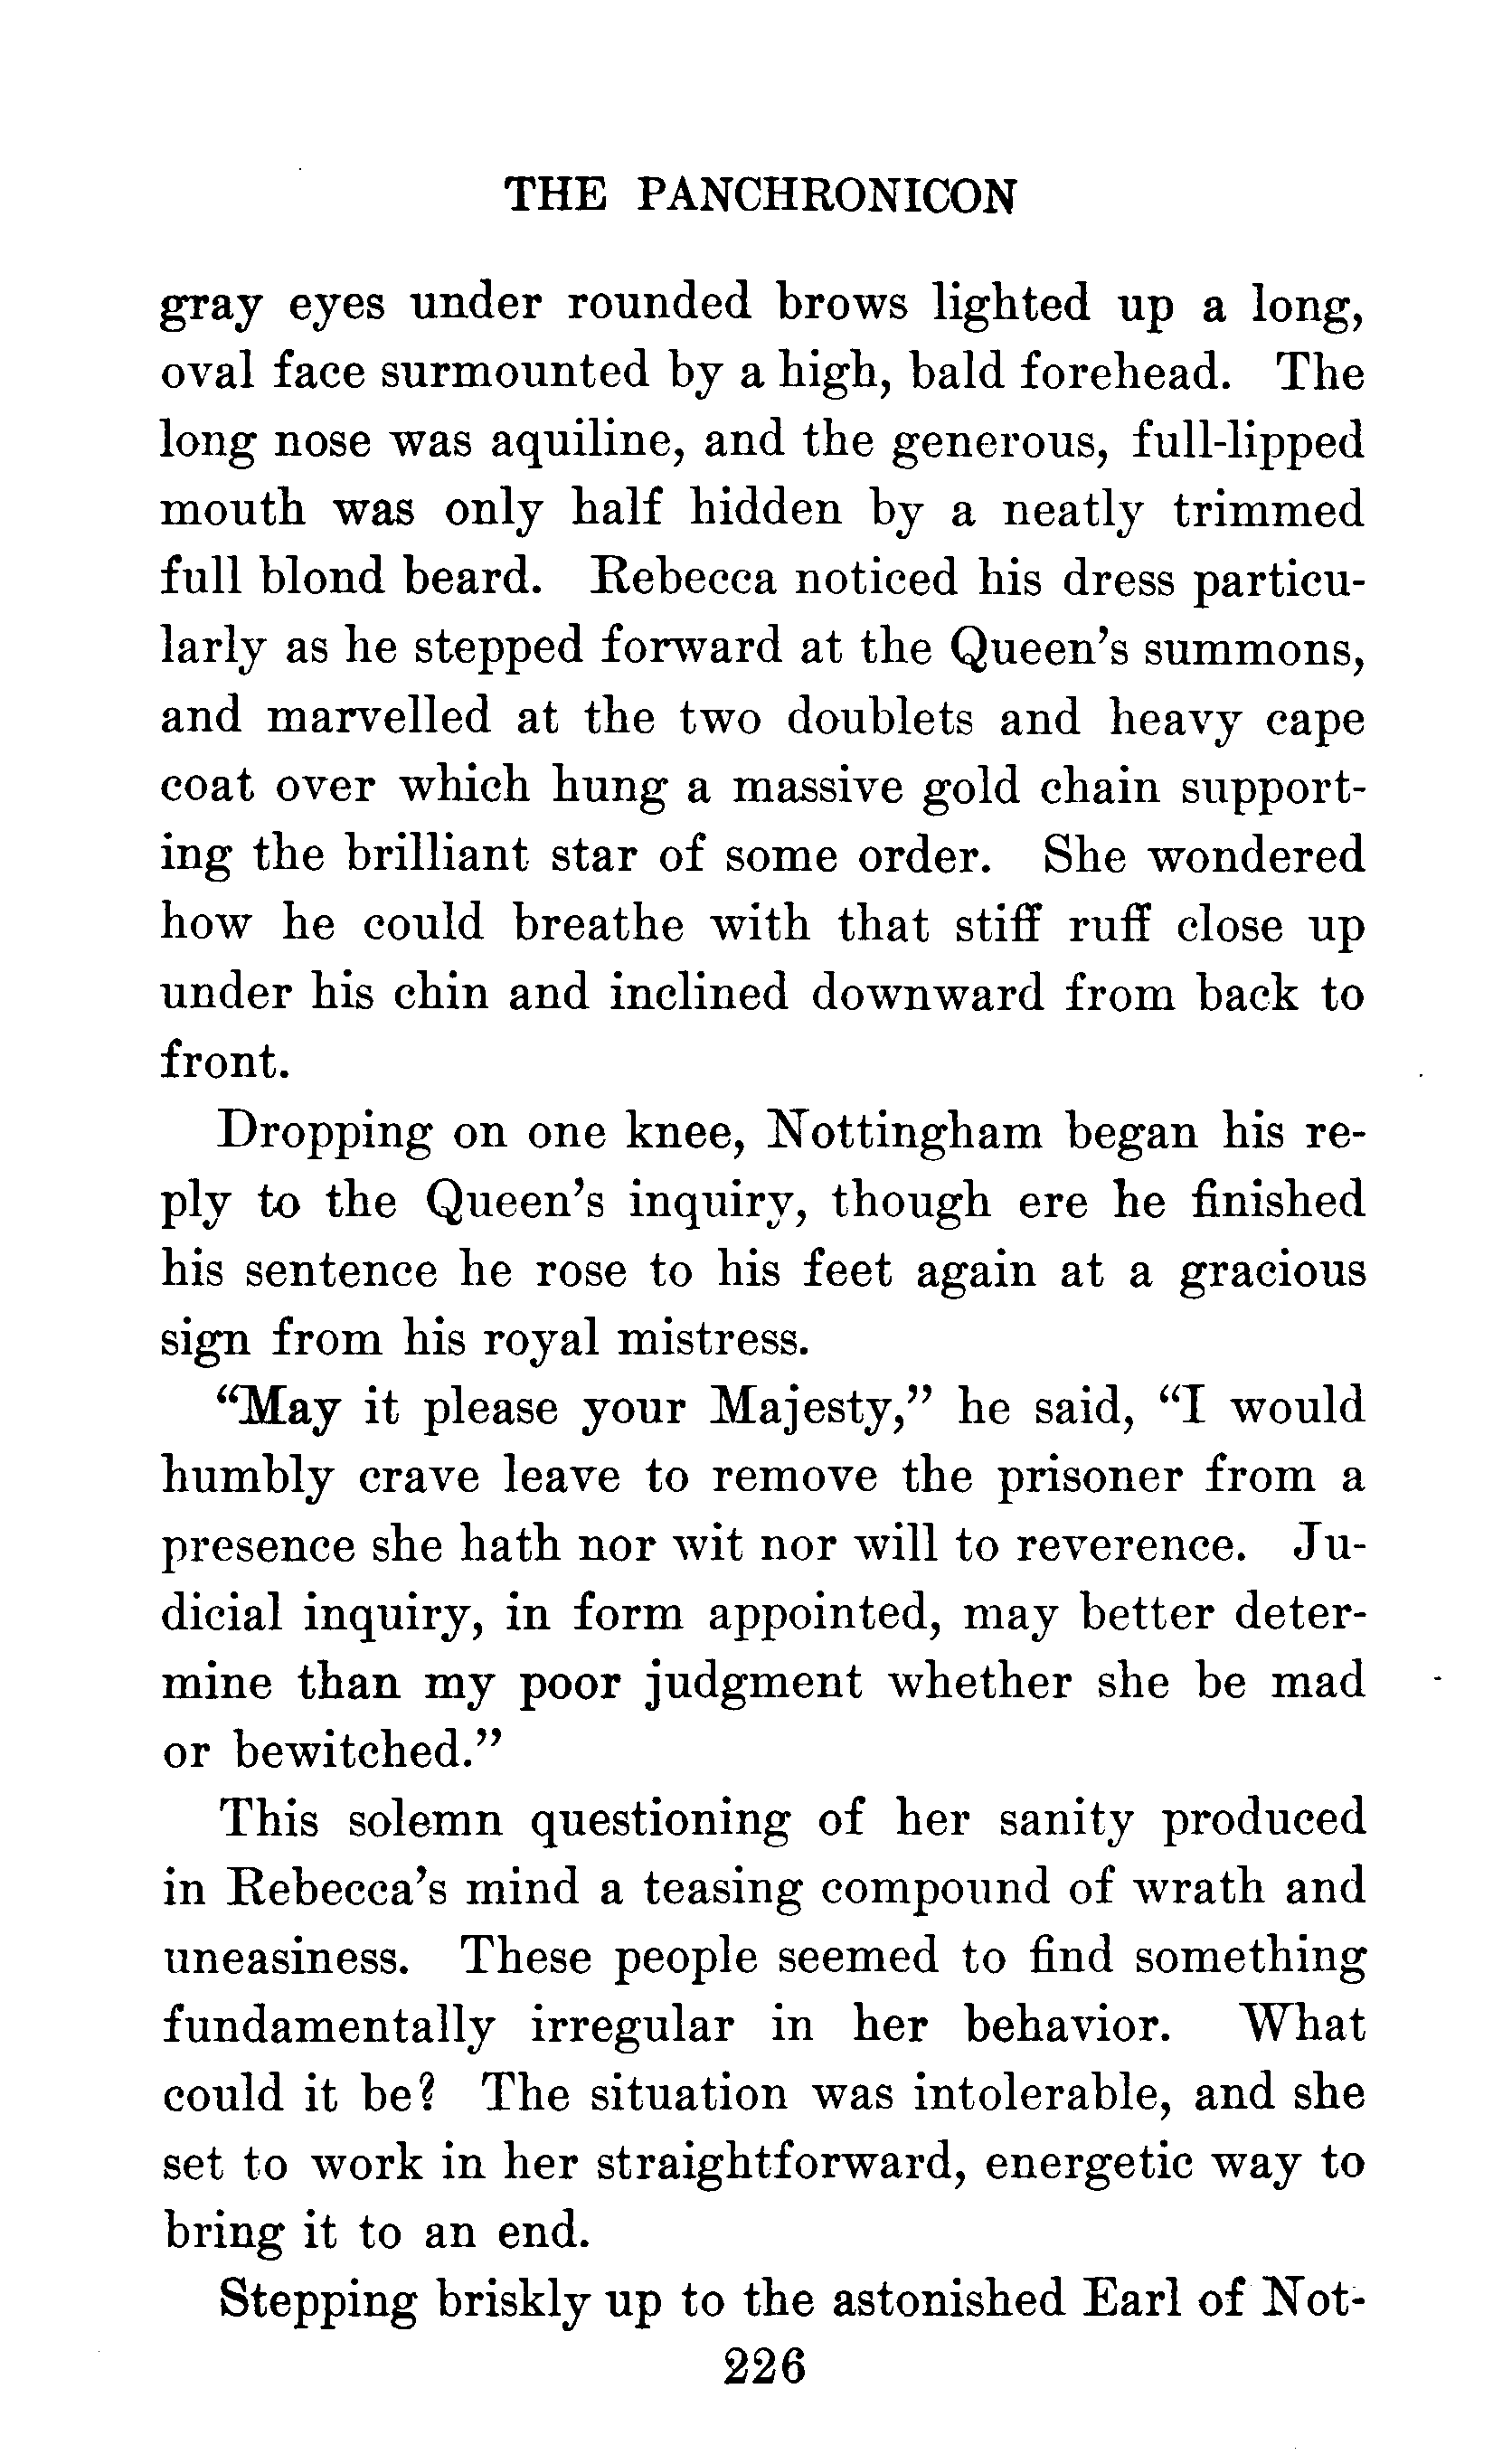 THE PANCHRONICON
gray eyes under rounded brows lighted up a long,
oval face surmounted by a high, bald forehead. The
long nose was aquiline, and the generous, full-lipped
mouth was only half hidden by a neatly trimmed
full blond beard. Rebecca noticed his dress particu-
larly as he stepped forward at the Queen's summons,
and marvelled at the two doublets and heavy cape
coat over which hung a massive gold chain support-
ing the brilliant star of some order. She wondered
how he could breathe with that stiff ruff close up
under his chin and inclined downward from back to
front.
Dropping on one knee, Nottingham began his re-
ply to the Queen's inquiry, though ere he finished
his sentence he rose to his feet again at a gracious
sign from his royal mistress.
"May it please your Majesty," he said, "I would
humbly crave leave to remove the prisoner from a
presence she hath nor wit nor will to reverence. Ju-
dicial inquiry, in form appointed, may better deter-
mine than my poor judgment whether she be mad
or bewitched."
This solemn questioning of her sanity produced
in Rebecca's mind a teasing compound of wrath and
uneasiness. These people seemed to find something
fundamentally irregular in her behavior. What
could it be? The situation was intolerable, and she
set to work in her straightforward, energetic way to
bring it to an end.
Stepping briskly up to the astonished Earl of Not-
226